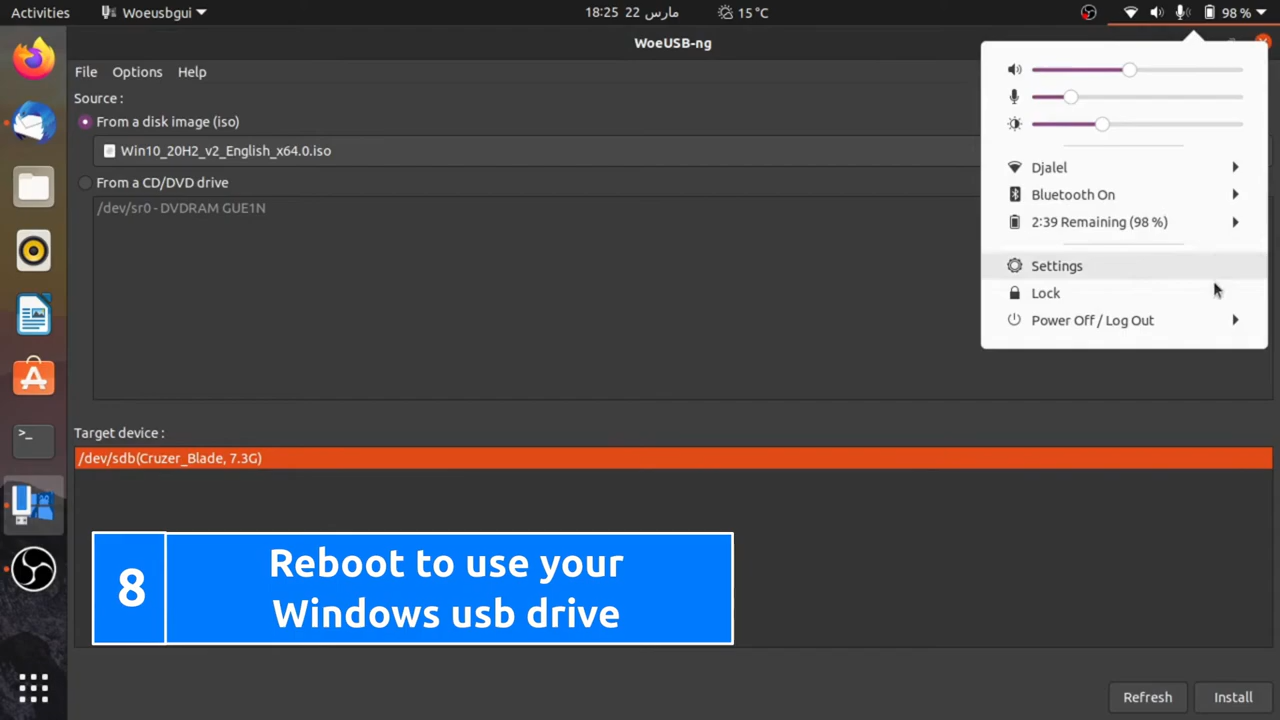 Activities
Woeusbgui
18:25 22 مارس
15 °C
98 %
WoeUSB-ng
File Options Help
Source :
From a disk image (iso)
Win10_20H2_v2_English_x64.0.iso
From a CD/DVD drive
/dev/sr0 - DVDRAM GUE1N
Djalel
Bluetooth On
2:39 Remaining (98 %)
Settings
Lock
Power Off / Log Out
Target device :
/dev/sdb(Cruzer_Blade, 7.3G)
8
Reboot to use your
Windows usb drive
Refresh
Install